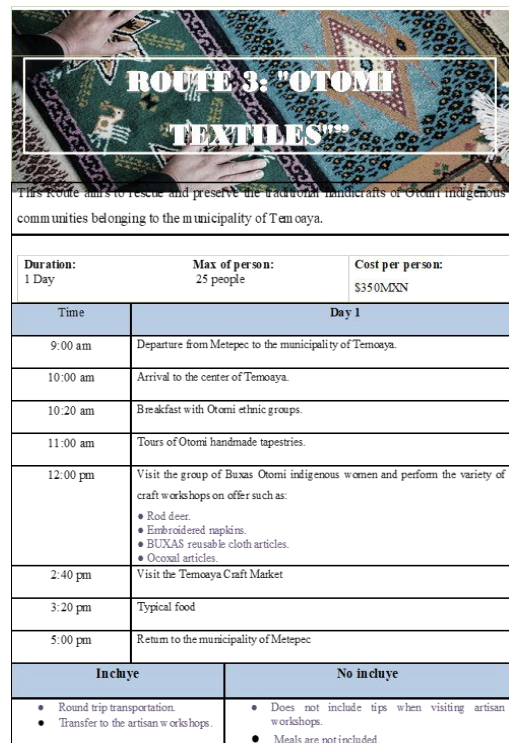 ROUTE 3: "OTOMI
TEXTILES"”
This Route aims to rescue and preserve the traditional handicrafts of Otomi indigenous
communities belonging to the municipality of Temoaya.
Duration: Max of person: Cost per person:
1 Day 25 people $350MXN
Time Day 1
9:00 am Departure from Metepec to the municipality of Temoaya.
10:00 am Arrival to the center of Temoaya.
10:20 am Breakfast with Otomi ethnic groups.
11:00 am Tours of Otomi handmade tapestries.
12:00 pm Visit the group of Buxas Otomi indigenous women and perform the variety of
craft workshops on offer such as:
● Rod deer.
● Embroidered napkins.
● BUXAS reusable cloth articles.
● Ocoxal articles.
2:40 pm Visit the Temoaya Craft Market
3:20 pm Typical food
5:00 pm Return to the municipality of Metepec
Incluye No incluye
● Round trip transportation. ● Does not include tips when visiting artisan
workshops.
● Transfer to the artisan workshops. ● Meals are not included.